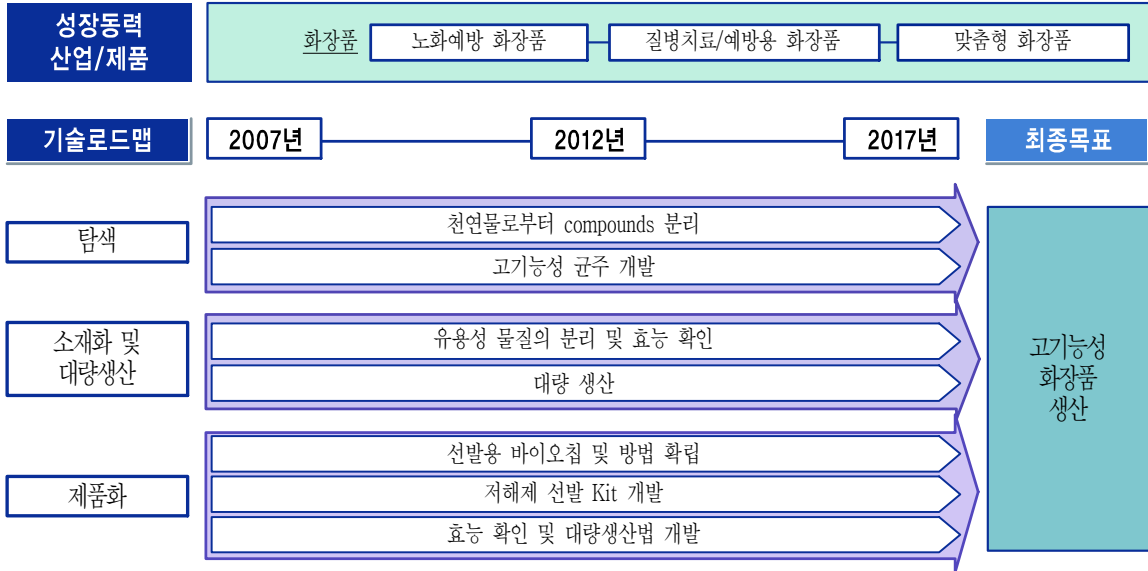 성장동력
산업/제품
화장품
노화예방 화장품
질병치료/예방용 화장품
맞춤형 화장품
기술로드맵
2007년
2012년
2017년
최종목표
탐색
천연물로부터 compounds 분리
고기능성 균주 개발
소재화 및
대량생산
유용성 물질의 분리 및 효능 확인
대량 생산
제품화
선발용 바이오칩 및 방법 확립
저해제 선발 Kit 개발
효능 확인 및 대량생산법 개발
고기능성
화장품
생산